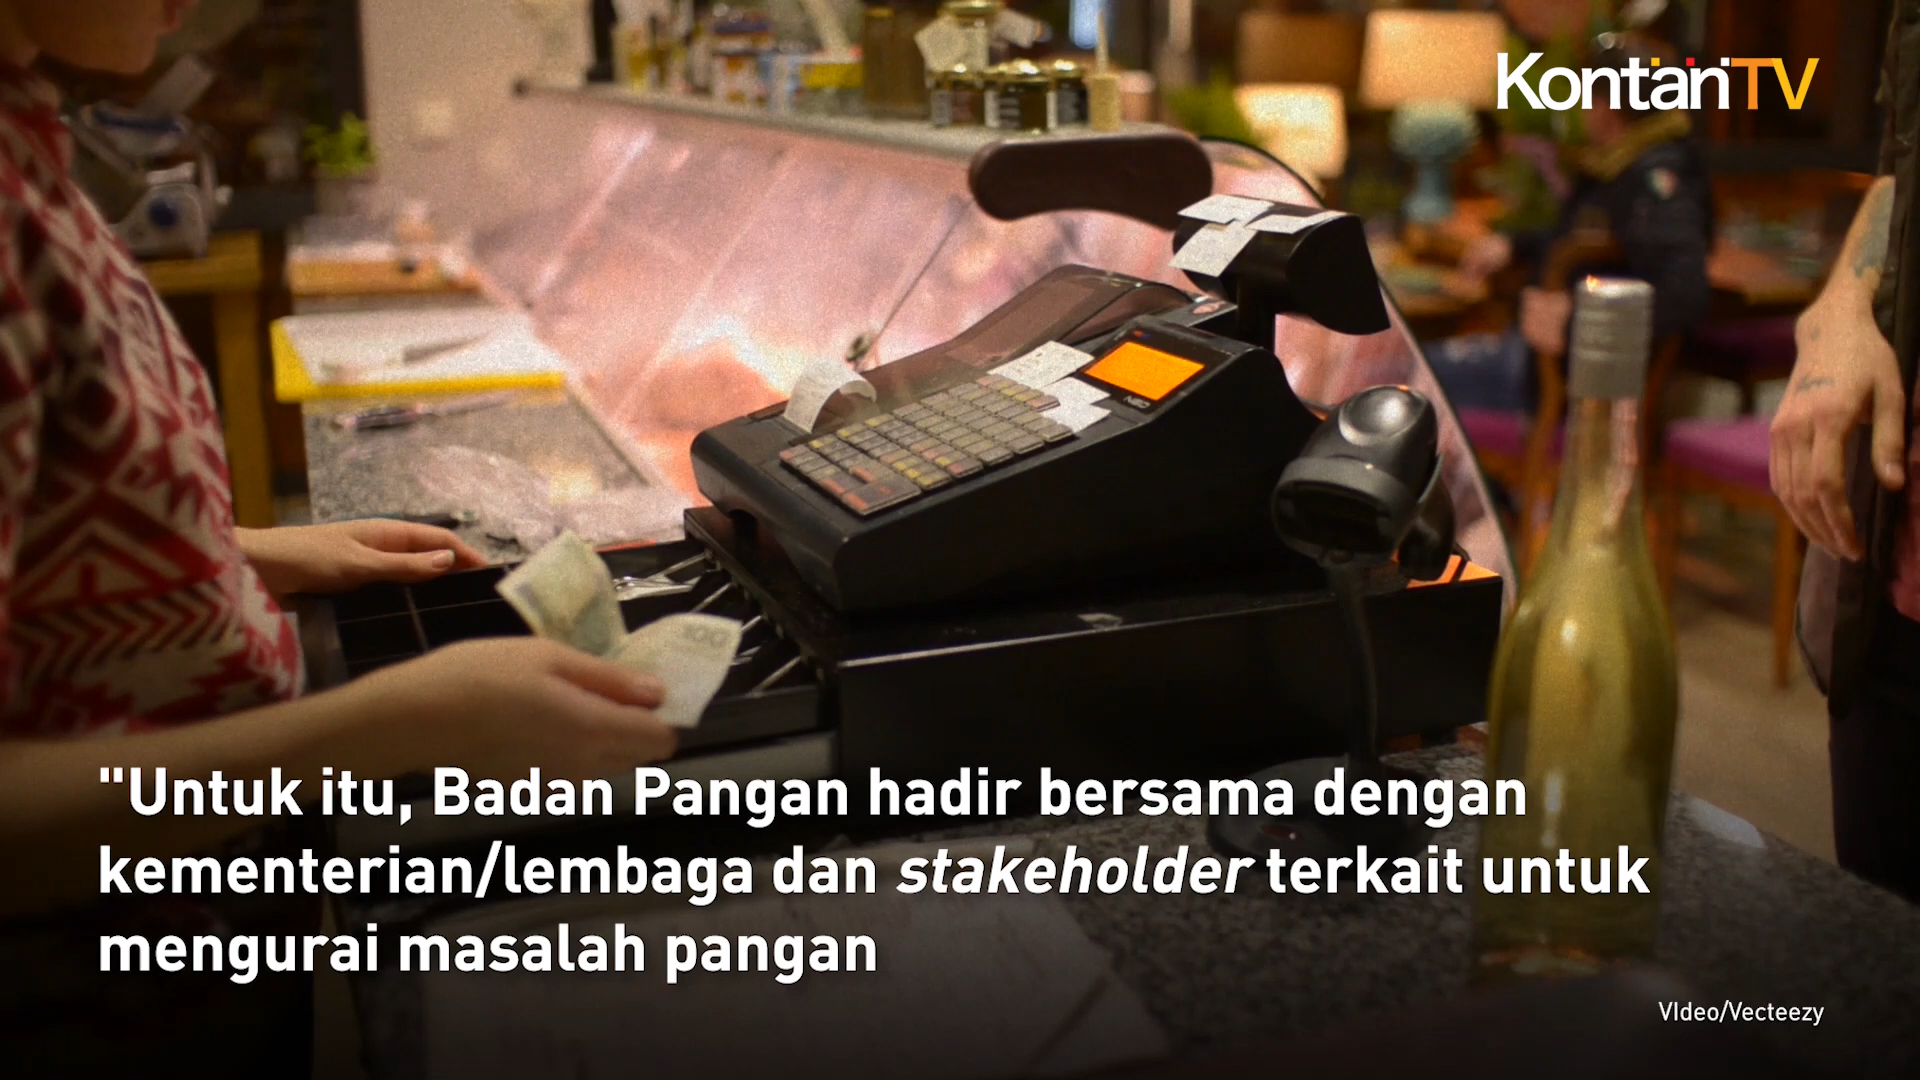 KontanTV
"Untuk itu, Badan Pangan hadir bersama dengan
kementerian/lembaga dan stakeholder terkait untuk
mengurai masalah pangan
VIdeo/Vecteezy